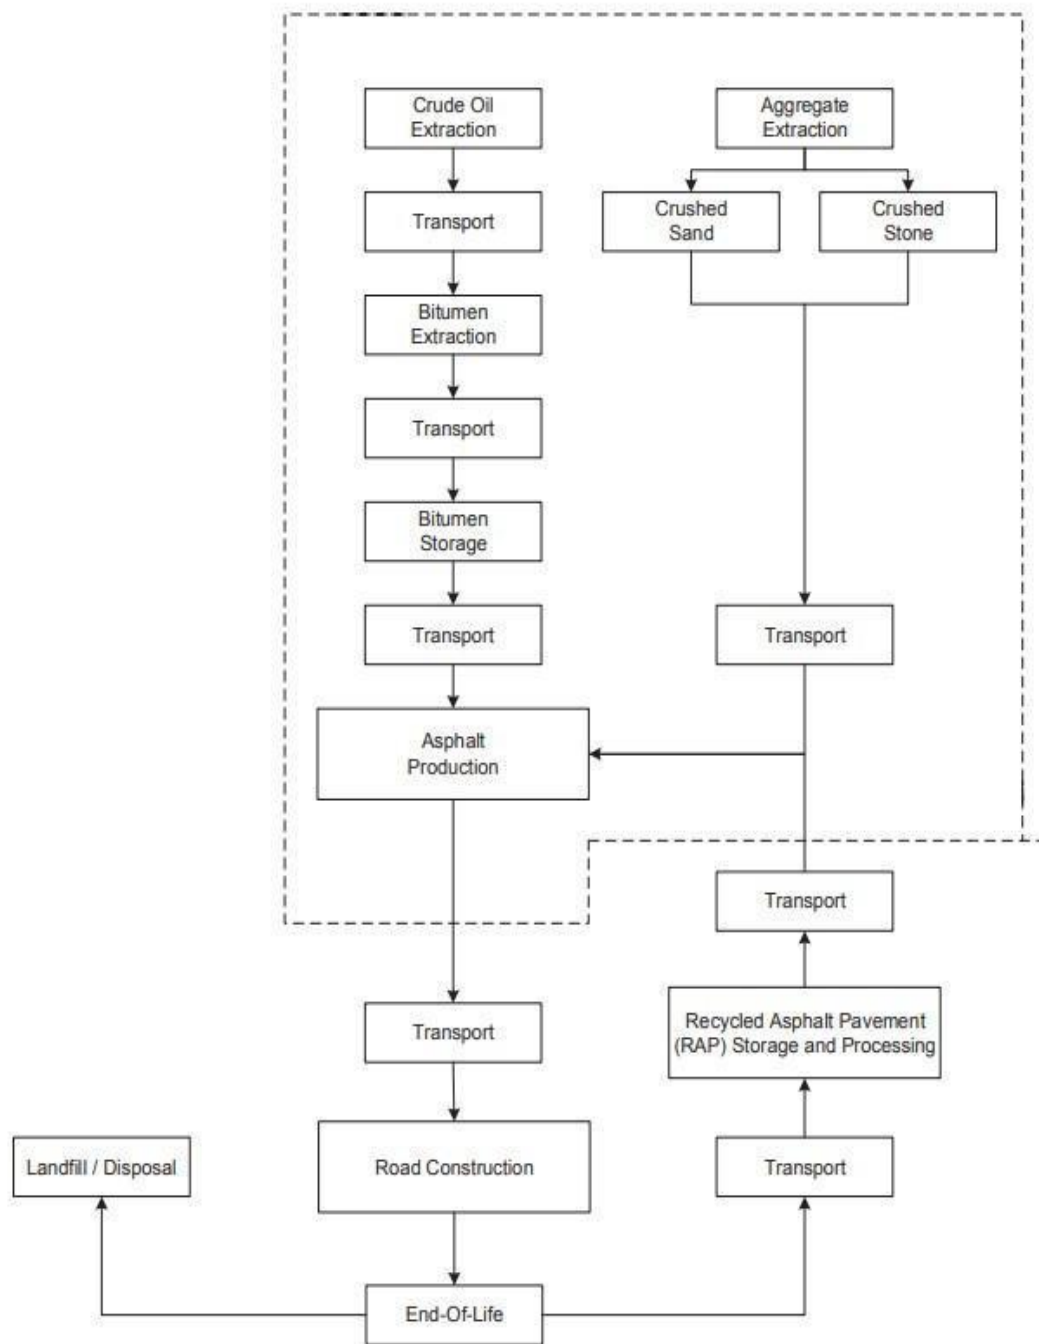 Crude Oil
Extraction
Aggregate
Extraction
Transport
Crushed
Sand
Crushed
Stone
Bitumen
Extraction
Transport
Bitumen
Storage
Transport
Transport
Asphalt
Production
Transport
Transport
Recycled Asphalt Pavement
(RAP) Storage and Processing
Landfill / Disposal
Road Construction
Transport
End-Of-Life